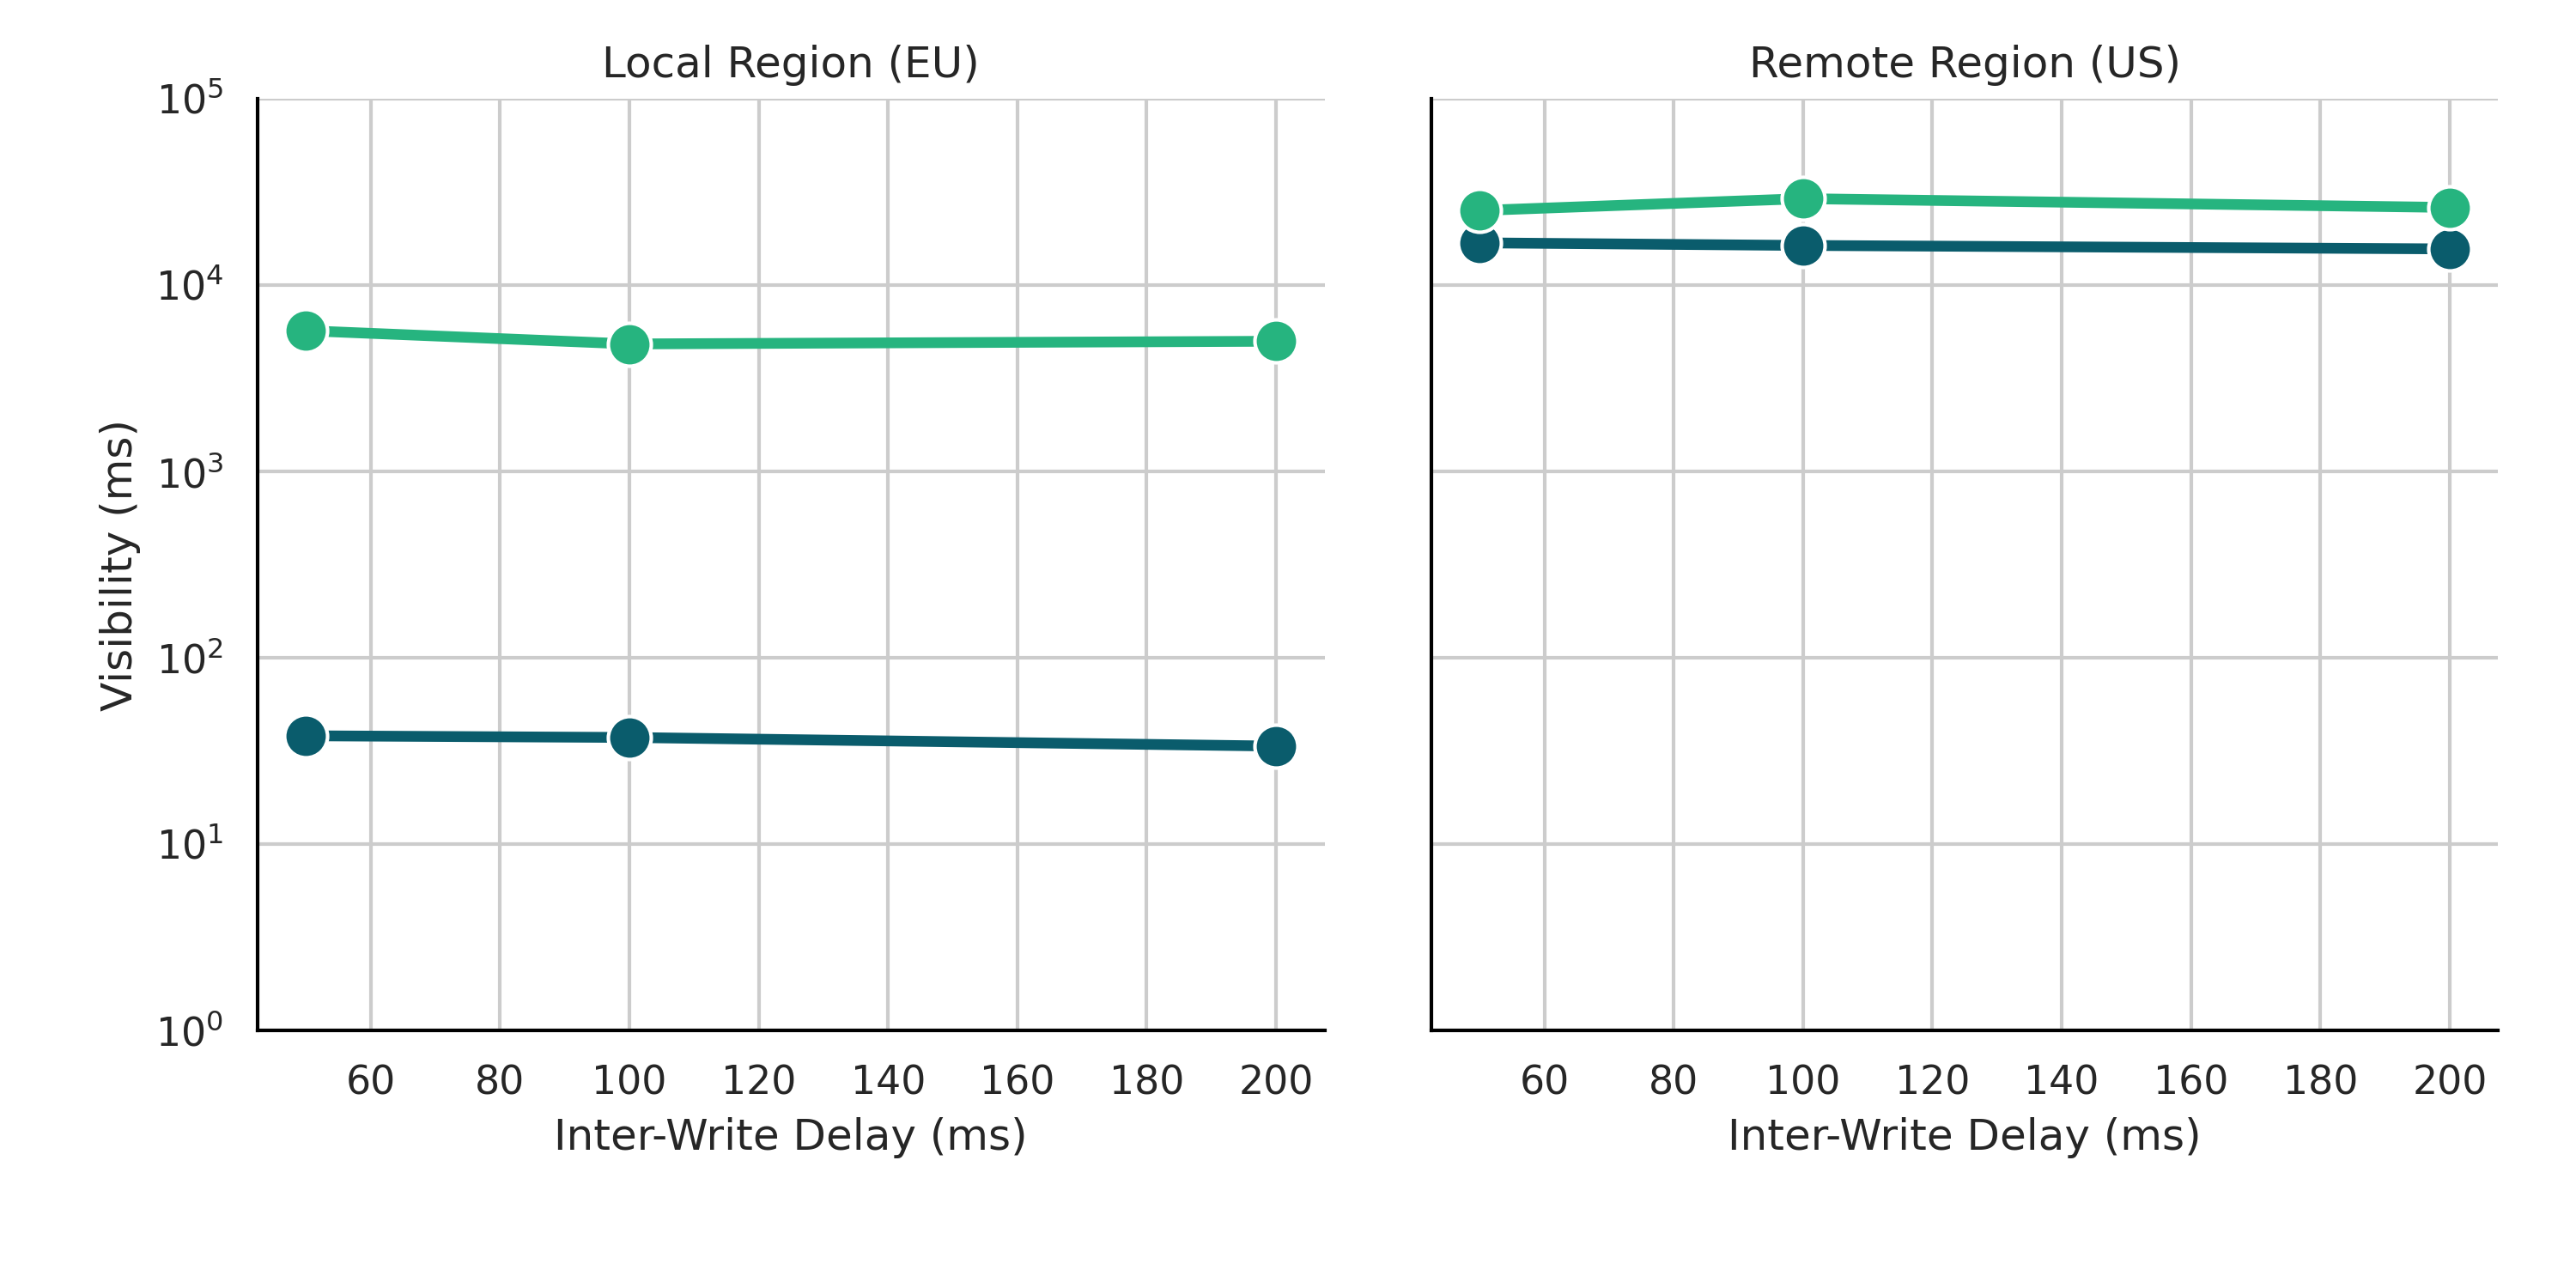 Local Region (EU)
Remote Region (US)
Visibility (ms)
10⁵
10⁴
10³
10²
10¹
10⁰
60 80 100 120 140 160 180 200
60 80 100 120 140 160 180 200
Inter-Write Delay (ms)
Inter-Write Delay (ms)